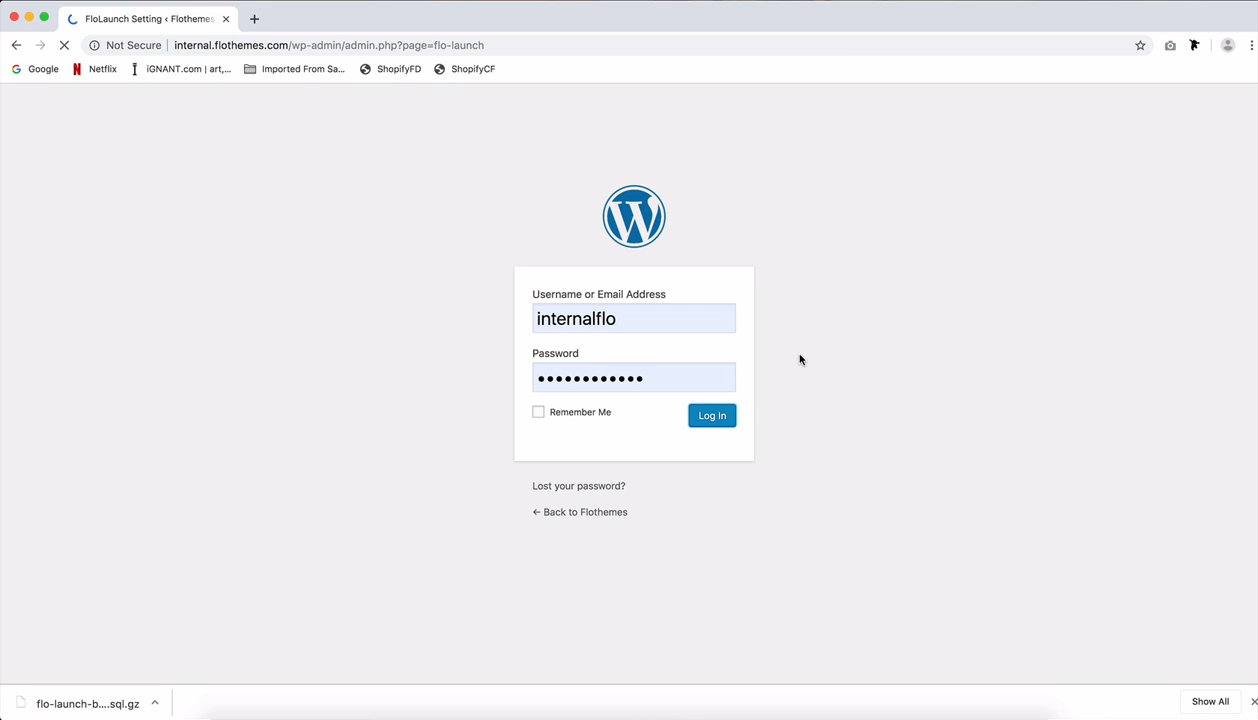 FloLaunch Setting ‹ Flothemes
Not Secure internal.flothemes.com/wp-admin/admin.php?page=flo-launch
Google Netflix iGNANT.com | art,... Imported From Sa... ShopifyFD ShopifyCF
Username or Email Address
internalflo
Password
••••••••••••
Remember Me Log In
Lost your password?
← Back to Flothemes
flo-launch-b....sql.gz Show All